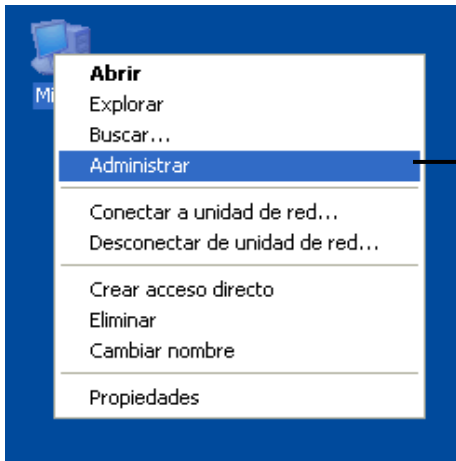 Mi
Abrir
Explorar
Buscar...
Administrar
Conectar a unidad de red...
Desconectar de unidad de red...
Crear acceso directo
Eliminar
Cambiar nombre
Propiedades